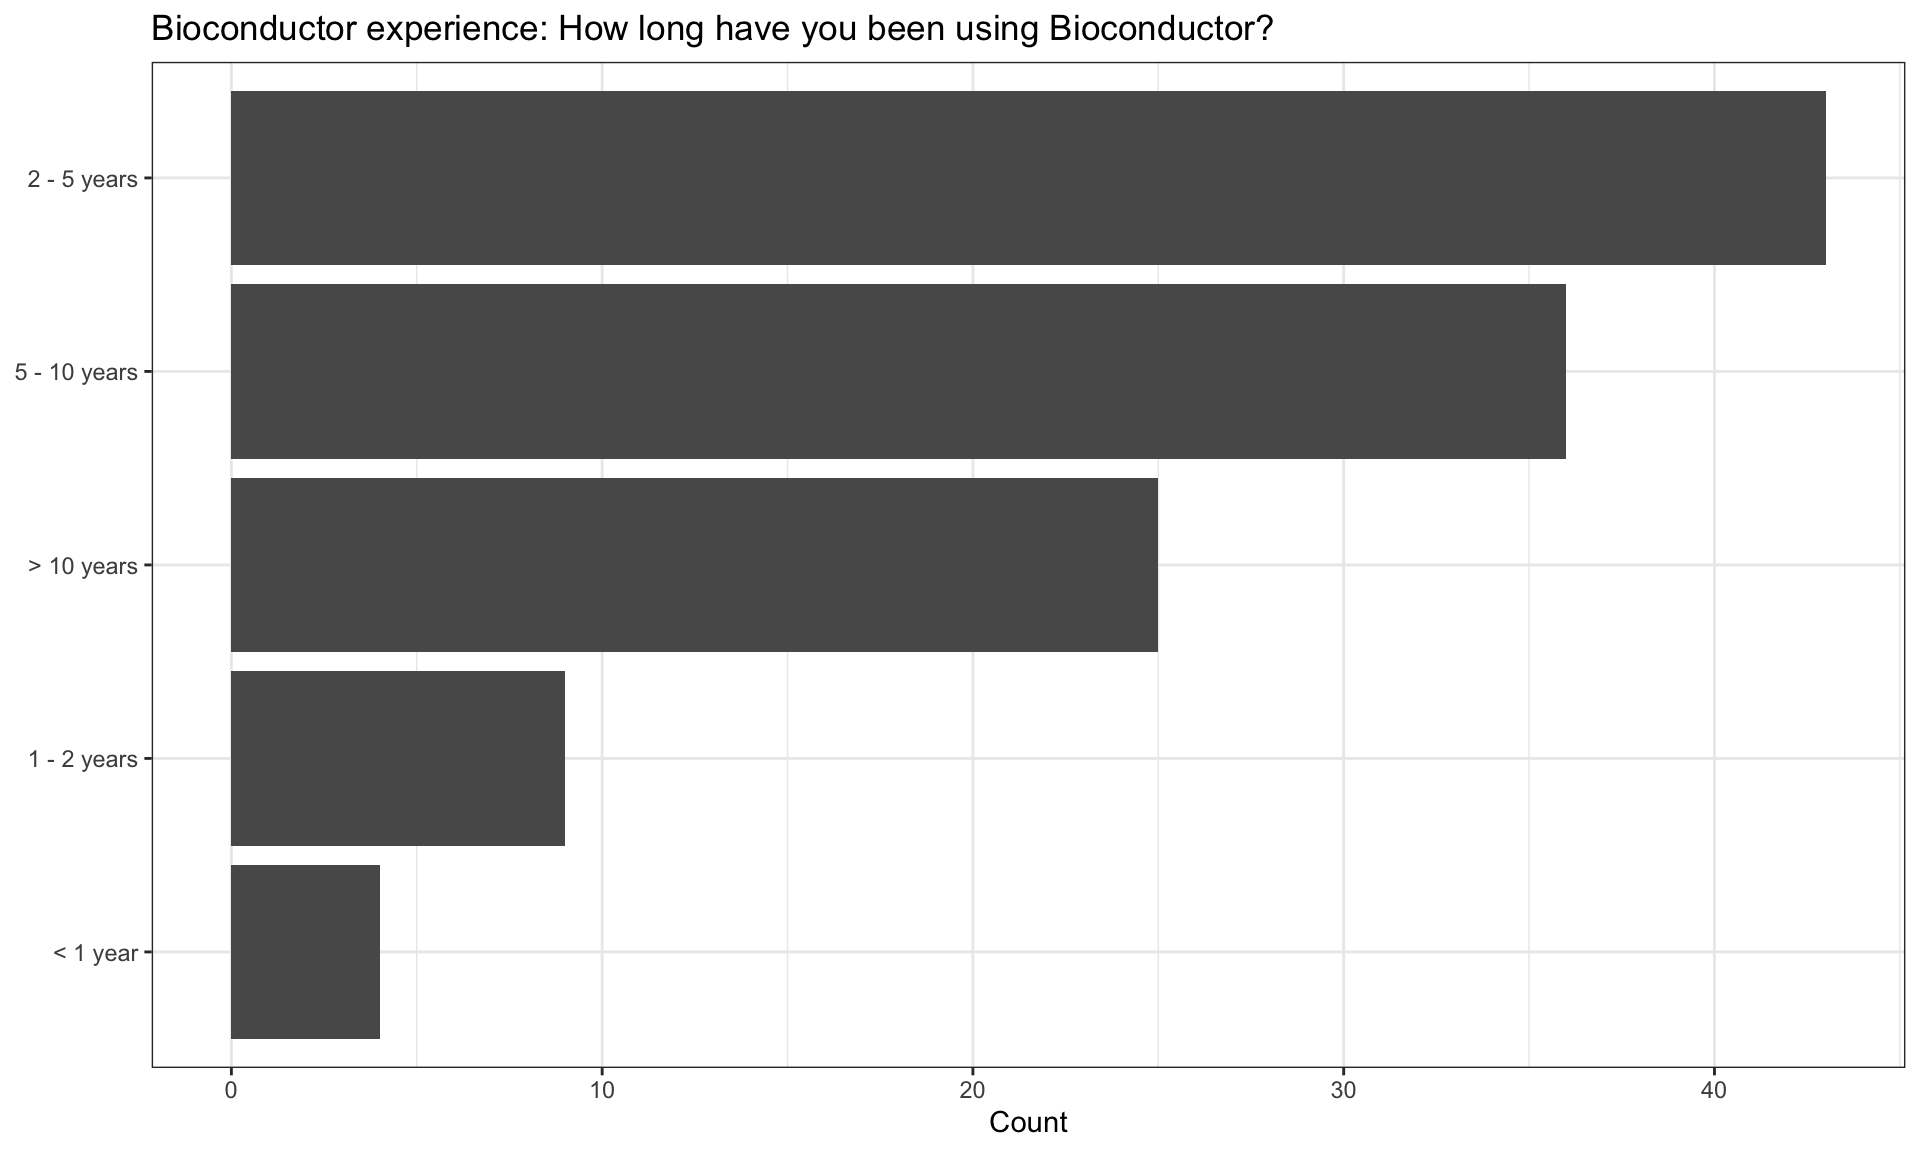 Bioconductor experience: How long have you been using Bioconductor?
2 - 5 years
5 - 10 years
> 10 years
1 - 2 years
< 1 year
0 10 20 30 40
Count